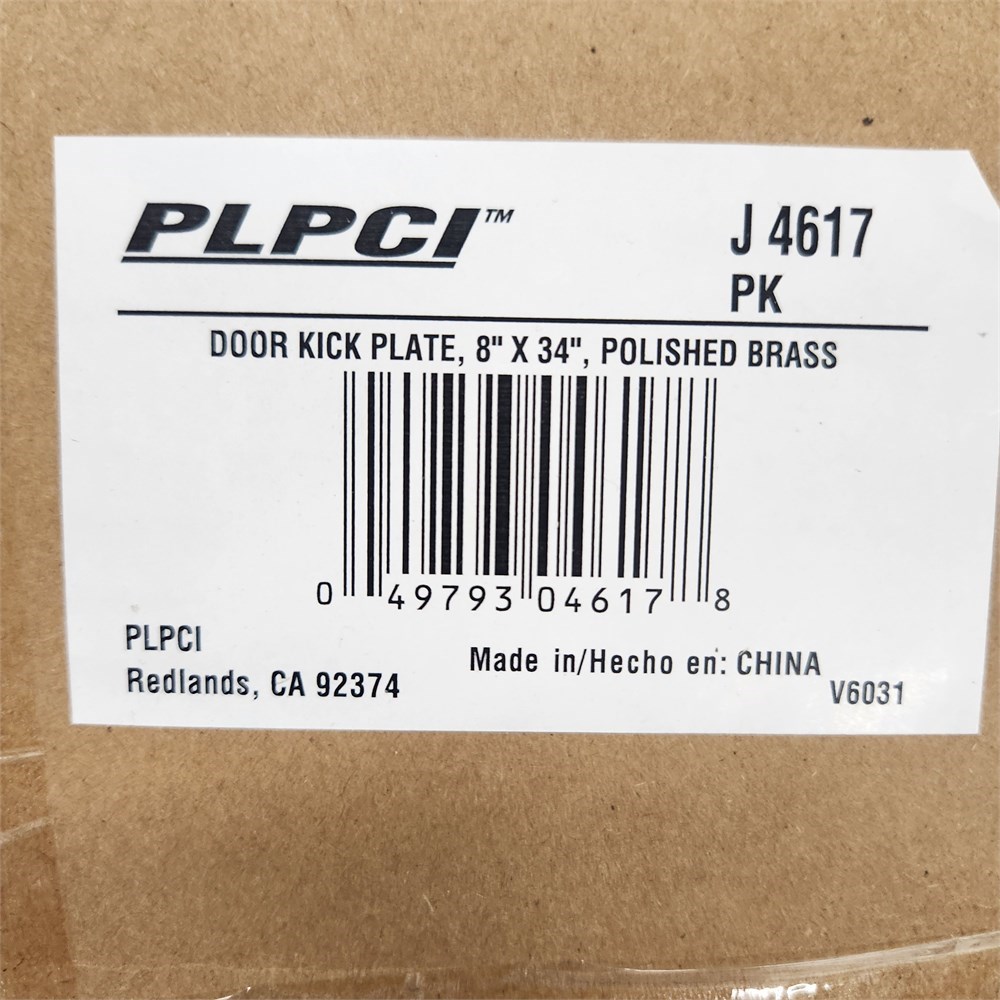 PLPCI™
J 4617
PK
DOOR KICK PLATE, 8" X 34", POLISHED BRASS
0 49793 04617 8
PLPCI
Redlands, CA 92374
Made in/Hecho en: CHINA
V6031